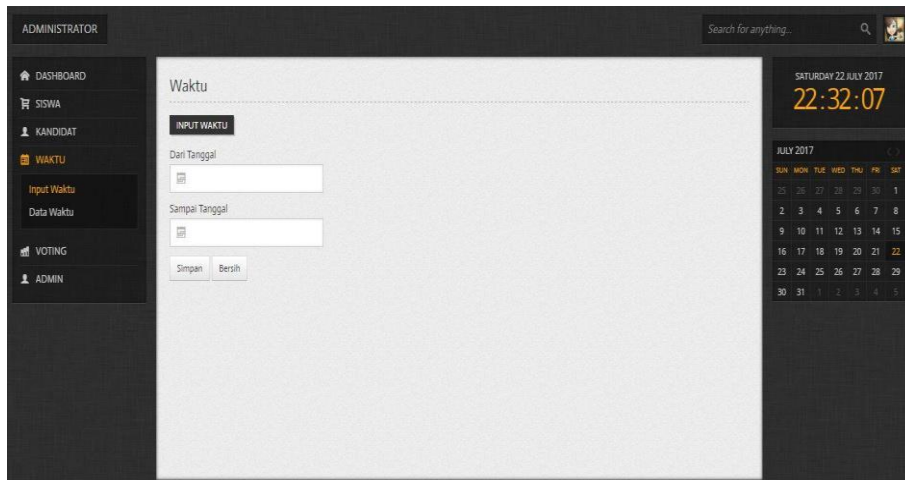 ADMINISTRATOR
Search for anything...
DASHBOARD
SISWA
KANDIDAT
WAKTU
Input Waktu
Data Waktu
VOTING
ADMIN
Waktu
INPUT WAKTU
Dari Tanggal
Sampai Tanggal
Simpan Bersih
SATURDAY 22 JULY 2017
22:32:07
JULY 2017
SUN MON TUE WED THU FRI SAT
25 26 27 28 29 30 1
2 3 4 5 6 7 8
9 10 11 12 13 14 15
16 17 18 19 20 21 22
23 24 25 26 27 28 29
30 31 1 2 3 4 5